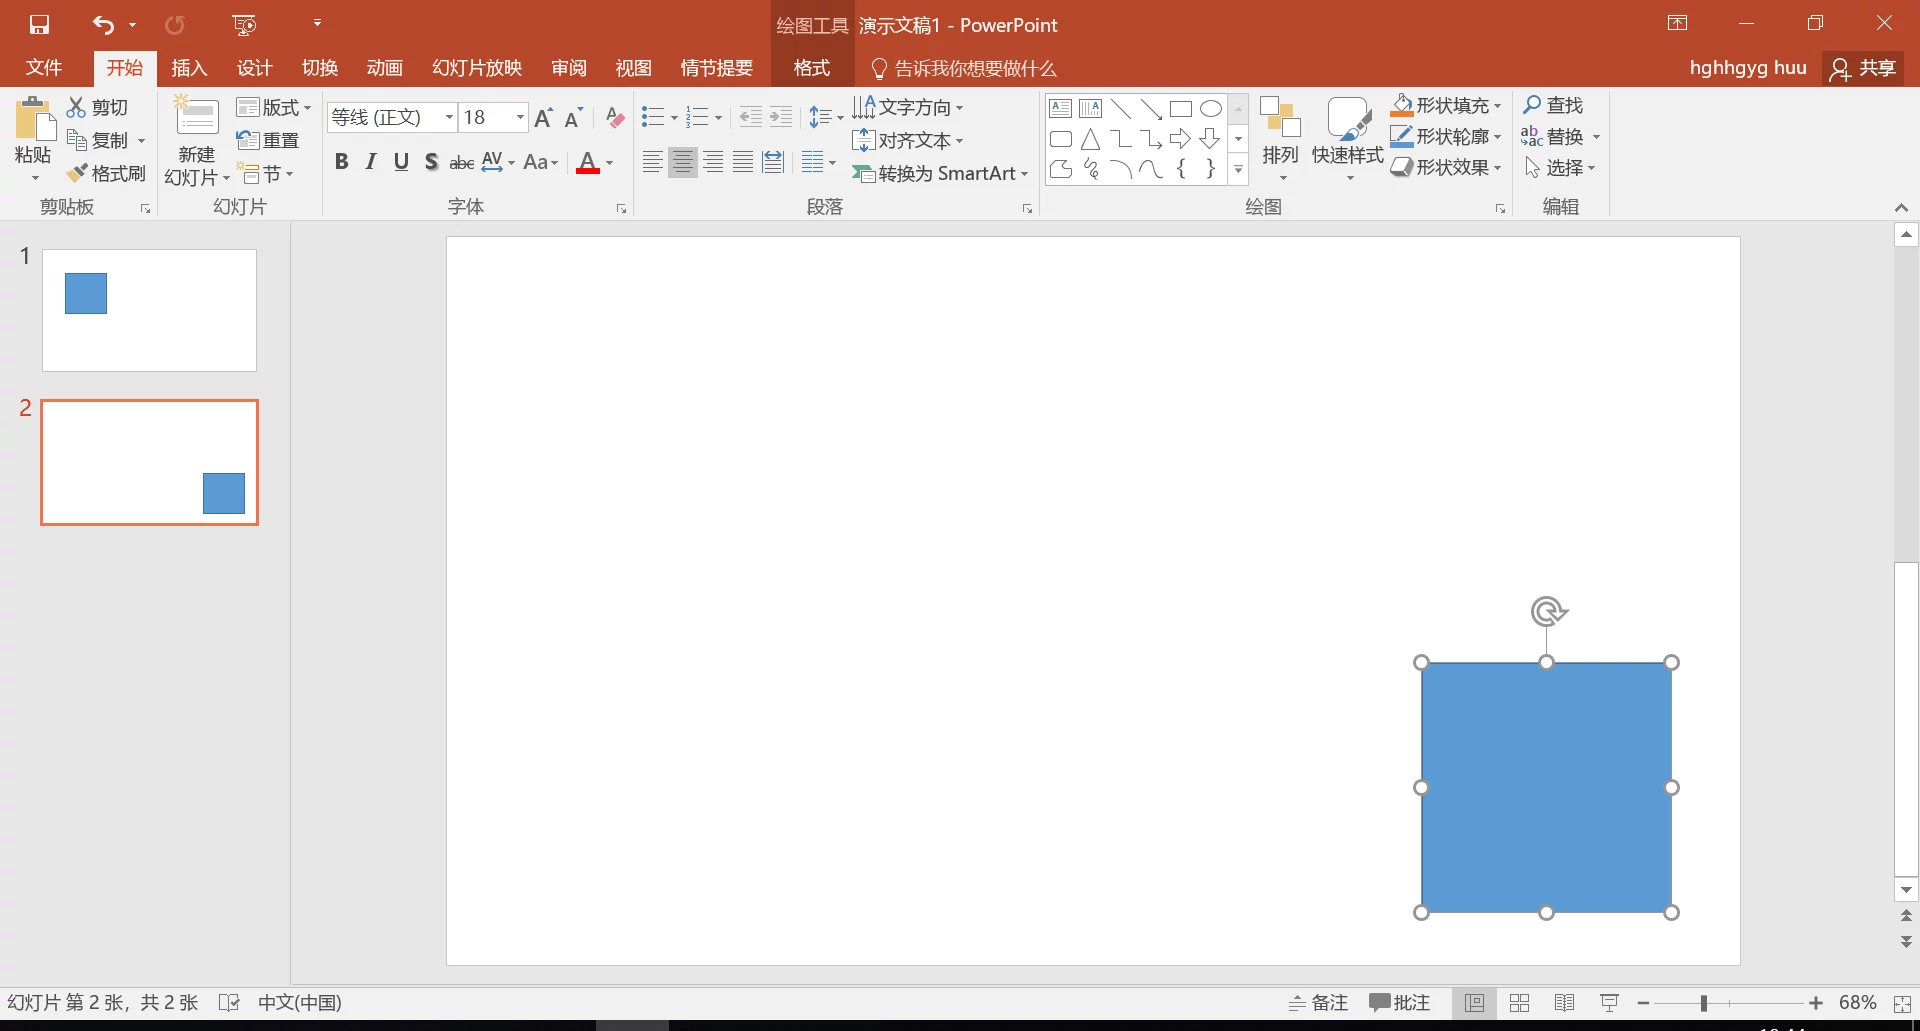 绘图工具 演示文稿1 - PowerPoint
文件 开始 插入 设计 切换 动画 幻灯片放映 审阅 视图 情节提要 格式 告诉我你想要做什么 hghhgyg huu 共享
粘贴 剪切 复制 格式刷
新建 幻灯片 版式 重置 节
等线 (正文) 18
B I U S abc AV Aa A
文字方向
对齐文本
转换为 SmartArt
排列 快速样式 形状填充 形状轮廓 形状效果
查找 替换 选择
剪贴板 幻灯片 字体 段落 绘图 编辑
1
2
幻灯片 第 2 张，共 2 张 中文(中国) 备注 批注 68%